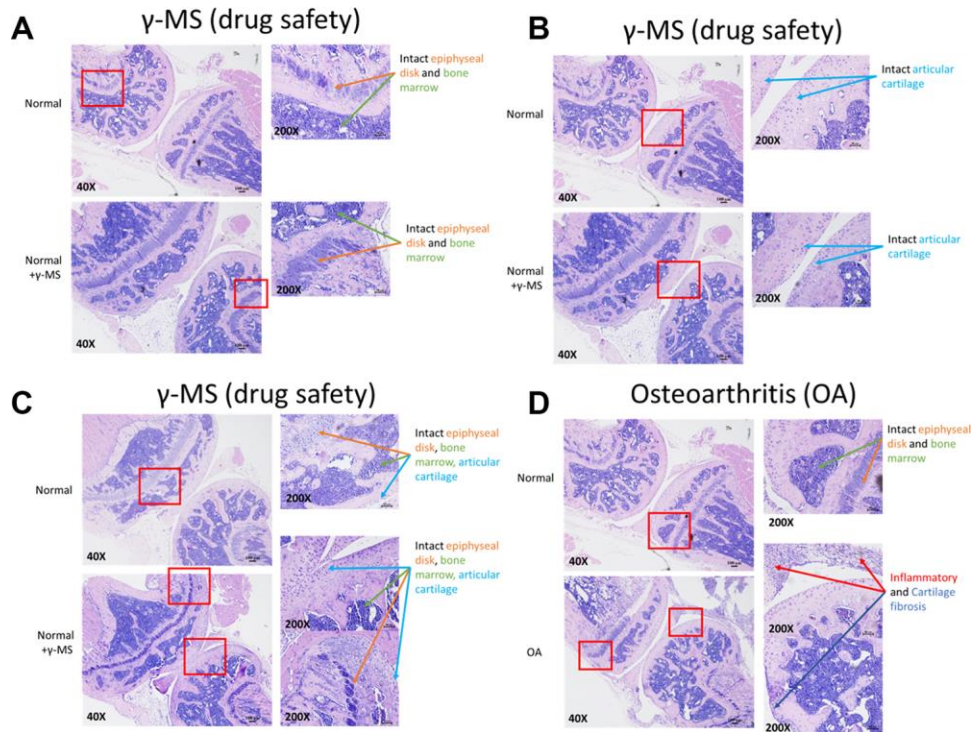 A
γ-MS (drug safety)
Normal
40X
200X
Intact epiphyseal
disk and bone
marrow
Normal
+γ-MS
40X
200X
Intact epiphyseal
disk and bone
marrow
B
γ-MS (drug safety)
Normal
40X
200X
Intact articular
cartilage
Normal
+γ-MS
40X
200X
Intact articular
cartilage
C
γ-MS (drug safety)
Normal
40X
200X
Intact epiphyseal
disk, bone
marrow, articular
cartilage
Normal
+γ-MS
40X
200X
200X
Intact epiphyseal
disk, bone
marrow, articular
cartilage
D
Osteoarthritis (OA)
Normal
40X
200X
Intact epiphyseal
disk and bone
marrow
OA
40X
200X
200X
Inflammatory
and Cartilage
fibrosis